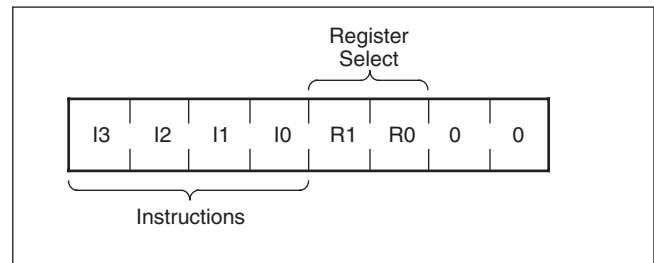 Register
Select
I3 I2 I1 I0 R1 R0 0 0
Instructions